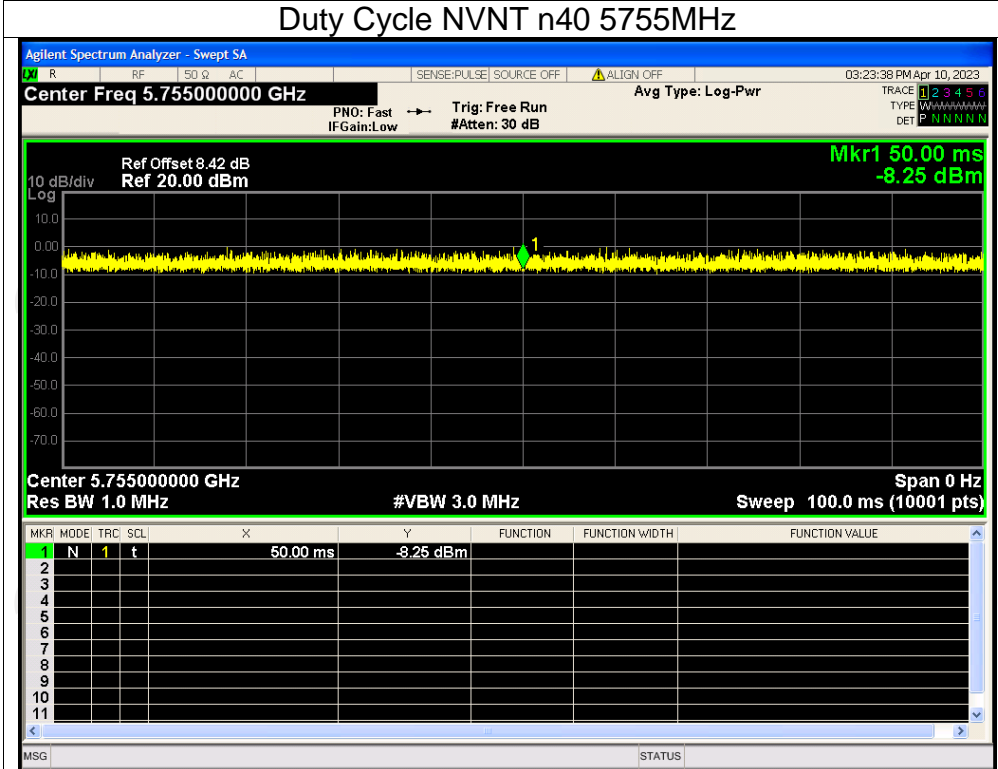 Duty Cycle NVNT n40 5755MHz
Agilent Spectrum Analyzer - Swept SA
LXI R RF 50 Ω AC SENSE:PULSE SOURCE OFF ALIGN OFF 03:23:38 PM Apr 10, 2023
Center Freq 5.755000000 GHz Avg Type: Log-Pwr TRACE 1 2 3 4 5 6
PNO: Fast Trig: Free Run TYPE W
IFGain:Low #Atten: 30 dB DET P N N N N N
Mkr1 50.00 ms
Ref Offset 8.42 dB
10 dB/div Ref 20.00 dBm -8.25 dBm
Log
10.0
1
0.00
-10.0
-20.0
-30.0
-40.0
-50.0
-60.0
-70.0
Center 5.755000000 GHz Span 0 Hz
Res BW 1.0 MHz #VBW 3.0 MHz Sweep 100.0 ms (10001 pts)
MKR MODE TRC SCL X Y FUNCTION FUNCTION WIDTH FUNCTION VALUE
1 N 1 t 50.00 ms -8.25 dBm
2
3
4
5
6
7
8
9
10
11
MSG STATUS